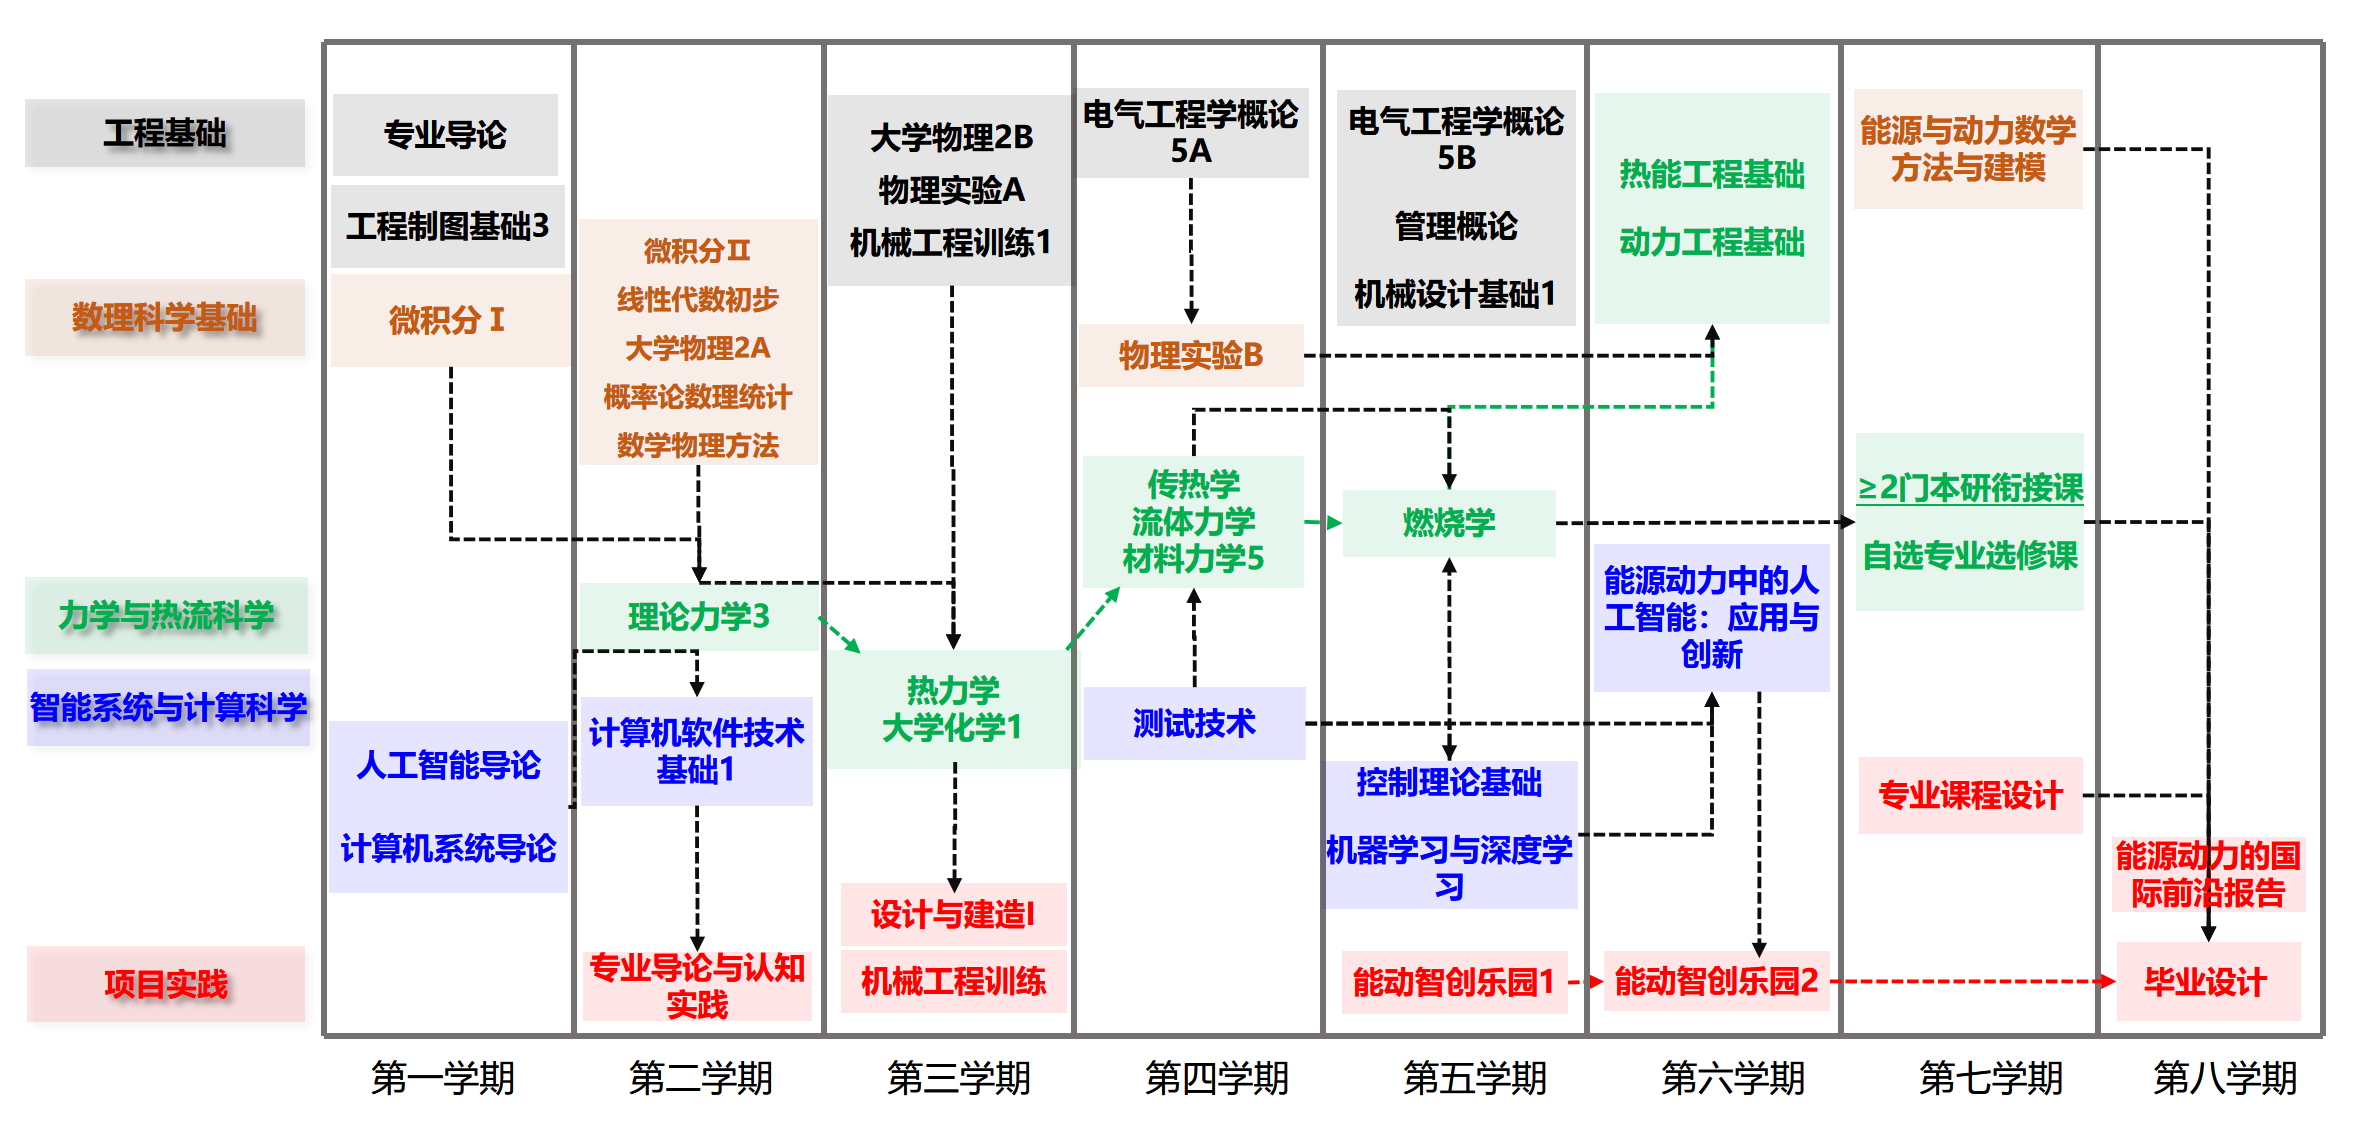 工程基础
数理科学基础
力学与热流科学
智能系统与计算科学
项目实践
专业导论
工程制图基础3
微积分Ⅰ
人工智能导论
计算机系统导论
微积分Ⅱ
线性代数初步
大学物理2A
概率论数理统计
数学物理方法
理论力学3
计算机软件技术
基础1
专业导论与认知
实践
大学物理2B
物理实验A
机械工程训练1
热力学
大学化学1
设计与建造I
机械工程训练
电气工程学概论
5A
物理实验B
传热学
流体力学
材料力学5
测试技术
电气工程学概论
5B
管理概论
机械设计基础1
燃烧学
控制理论基础
机器学习与深度学
习
能动智创乐园1
热能工程基础
动力工程基础
能源动力中的人
工智能：应用与
创新
能动智创乐园2
能源与动力数学
方法与建模
≥2门本研衔接课
自选专业选修课
专业课程设计
能源动力的国
际前沿报告
毕业设计
第一学期
第二学期
第三学期
第四学期
第五学期
第六学期
第七学期
第八学期